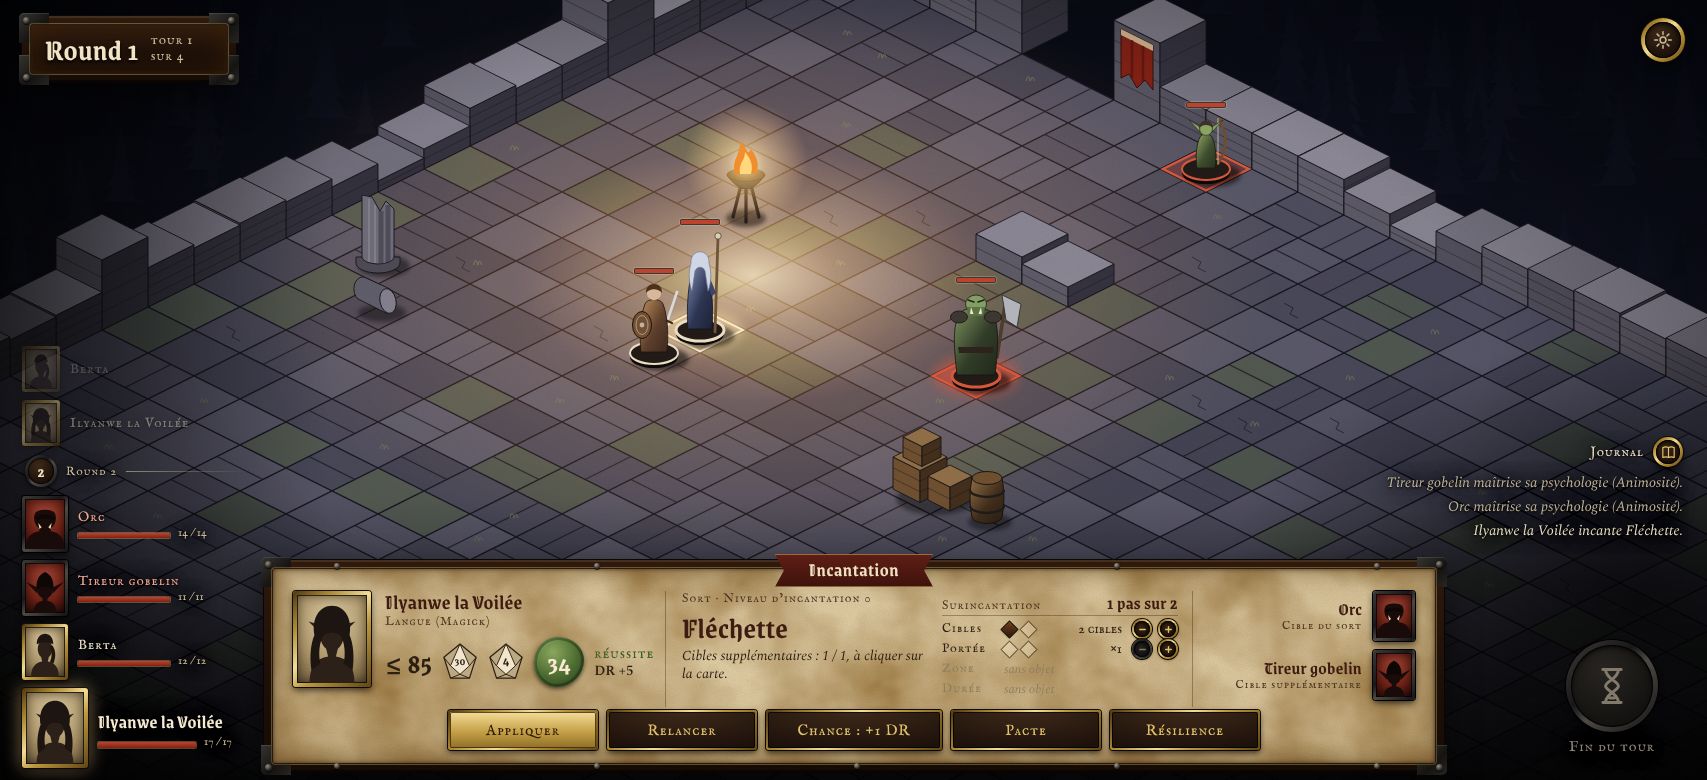 Round 1
Tour 1
sur 4
Berta
Ilyanwe la Voilée
2 Round 2
Orc
14/14
Tireur gobelin
11/11
Berta
12/12
Ilyanwe la Voilée
17/17
Journal
Tireur gobelin maîtrise sa psychologie (Animosité).
Orc maîtrise sa psychologie (Animosité).
Ilyanwe la Voilée incante Fléchette.
Incantation
Ilyanwe la Voilée
Langue (Magick)
≤ 85 30 4 34
Réussite
DR +5
Sort · Niveau d'incantation 0
Fléchette
Cibles supplémentaires : 1 / 1, à cliquer sur
la carte.
Surincantation 1 pas sur 2
Cibles 2 cibles − +
Portée ×1 − +
Zone sans objet
Durée sans objet
Orc
Cible du sort
Tireur gobelin
Cible supplémentaire
Appliquer
Relancer
Chance : +1 DR
Pacte
Résilience
Fin du tour